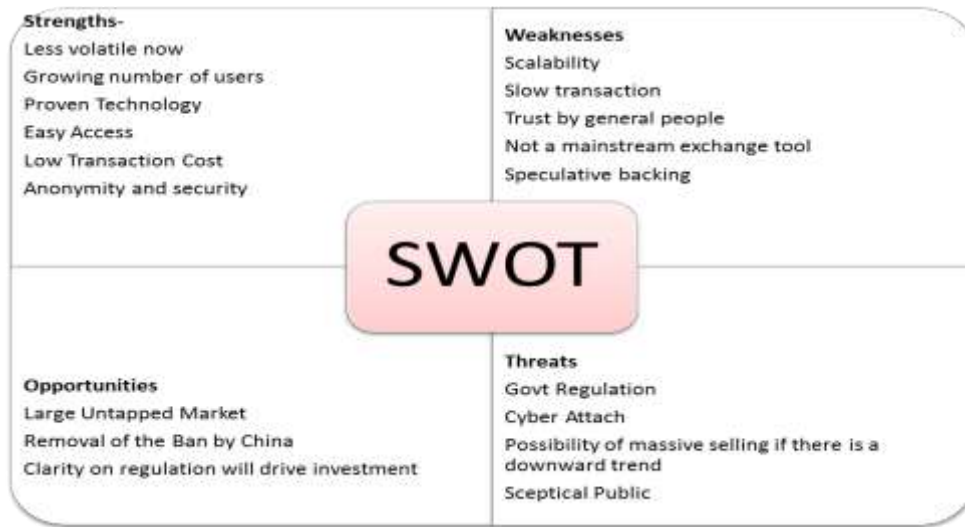 Strengths-
Less volatile now
Growing number of users
Proven Technology
Easy Access
Low Transaction Cost
Anonymity and security
Weaknesses
Scalability
Slow transaction
Trust by general people
Not a mainstream exchange tool
Speculative backing
SWOT
Opportunities
Large Untapped Market
Removal of the Ban by China
Clarity on regulation will drive investment
Threats
Govt Regulation
Cyber Attach
Possibility of massive selling if there is a
downward trend
Sceptical Public